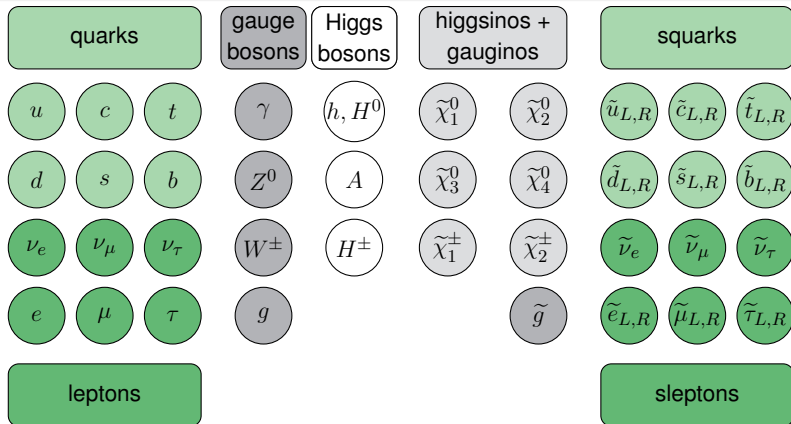 quarks
gauge bosons
Higgs bosons
higgsinos + gauginos
squarks
u c t γ h, H⁰ χ̃₁⁰ χ̃₂⁰ ũ_{L,R} c̃_{L,R} t̃_{L,R}
d s b Z⁰ A χ̃₃⁰ χ̃₄⁰ d̃_{L,R} s̃_{L,R} b̃_{L,R}
ν_e ν_μ ν_τ W^± H^± χ̃₁^± χ̃₂^± ν̃_e ν̃_μ ν̃_τ
e μ τ g g̃ ẽ_{L,R} μ̃_{L,R} τ̃_{L,R}
leptons
sleptons